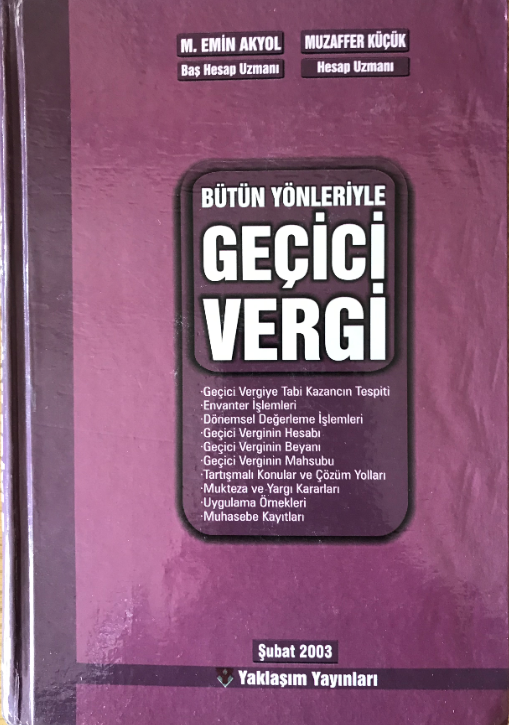 M. EMİN AKYOL
Baş Hesap Uzmanı
MUZAFFER KÜÇÜK
Hesap Uzmanı
BÜTÜN YÖNLERİYLE
GEÇİCİ
VERGİ
·Geçici Vergiye Tabi Kazancın Tespiti
·Envanter İşlemleri
·Dönemsel Değerleme İşlemleri
·Geçici Verginin Hesabı
·Geçici Verginin Beyanı
·Geçici Verginin Mahsubu
·Tartışmalı Konular ve Çözüm Yolları
·Mukteza ve Yargı Kararları
·Uygulama Örnekleri
·Muhasebe Kayıtları
Şubat 2003
Yaklaşım Yayınları